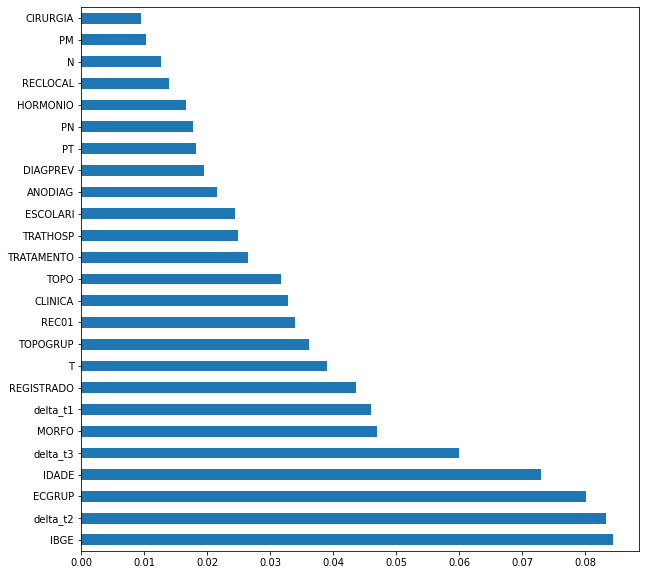 CIRURGIA
PM
N
RECLOCAL
HORMONIO
PN
PT
DIAGPREV
ANODIAG
ESCOLARI
TRATHOSP
TRATAMENTO
TOPO
CLINICA
REC01
TOPOGRUP
T
REGISTRADO
delta_t1
MORFO
delta_t3
IDADE
ECGRUP
delta_t2
IBGE
0.00 0.01 0.02 0.03 0.04 0.05 0.06 0.07 0.08